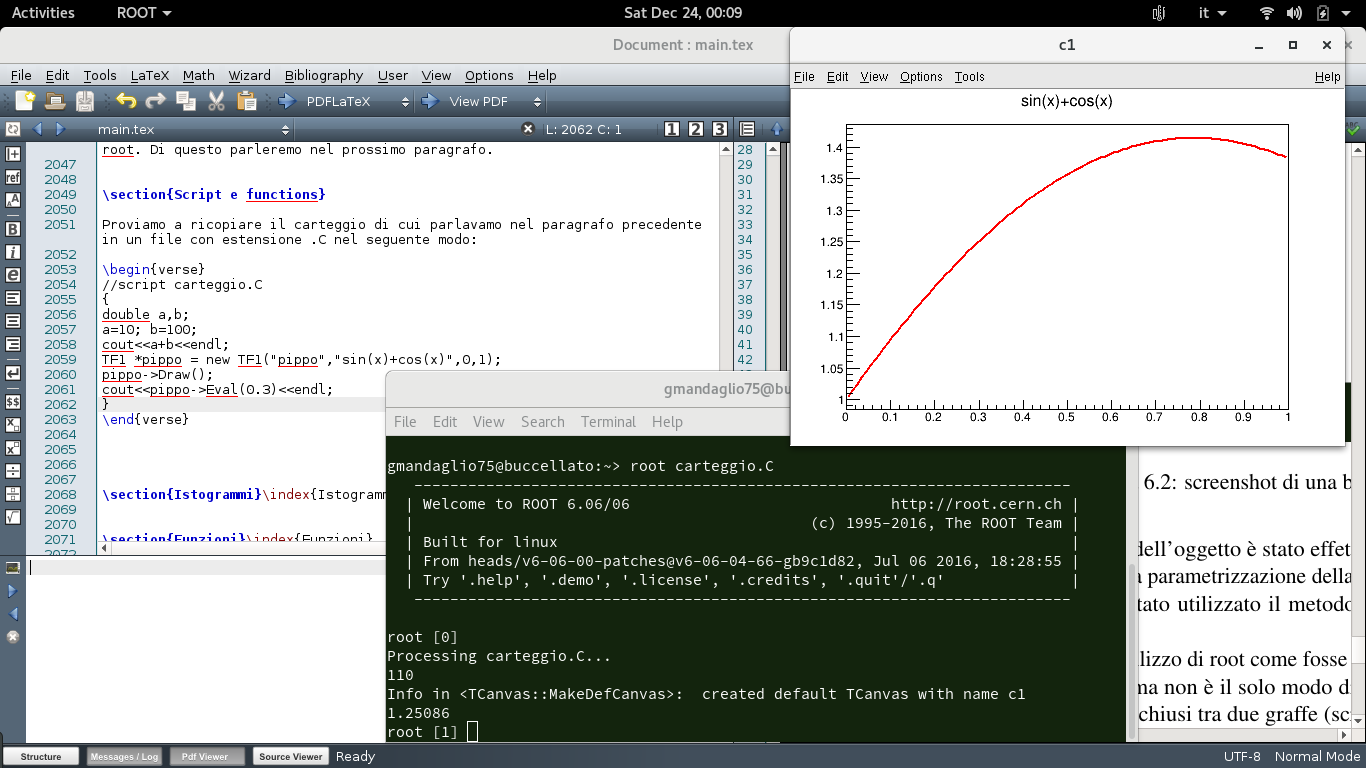 Activities ROOT Sat Dec 24, 00:09 it
Document : main.tex
File Edit Tools LaTeX Math Wizard Bibliography User View Options Help
PDFLaTeX View PDF
main.tex L: 2062 C: 1 1 2 3
root. Di questo parleremo nel prossimo paragrafo.
2047
2048
2049 \section{Script e functions}
2050
2051 Proviamo a ricopiare il carteggio di cui parlavamo nel paragrafo precedente
in un file con estensione .C nel seguente modo:
2052
2053 \begin{verse}
2054 //script carteggio.C
2055 {
2056 double a,b;
2057 a=10; b=100;
2058 cout<<a+b<<endl;
2059 TF1 *pippo = new TF1("pippo","sin(x)+cos(x)",0,1);
2060 pippo->Draw();
2061 cout<<pippo->Eval(0.3)<<endl;
2062 }
2063 \end{verse}
2064
2065
2066
2067
2068 \section{Istogrammi}\index{Istogramm
2069
2070
2071 \section{Funzioni}\index{Funzioni}
2072
ref
$$
28
29
30
31
32
33
34
35
36
37
38
39
40
41
42
c1
File Edit View Options Tools Help
sin(x)+cos(x)
1.4
1.35
1.3
1.25
1.2
1.15
1.1
1.05
1
0 0.1 0.2 0.3 0.4 0.5 0.6 0.7 0.8 0.9 1
gmandaglio75@bu
File Edit View Search Terminal Help
gmandaglio75@buccellato:~> root carteggio.C
------------------------------------------------------------------
| Welcome to ROOT 6.06/06 http://root.cern.ch |
| (c) 1995-2016, The ROOT Team |
| Built for linux |
| From heads/v6-06-00-patches@v6-06-04-66-gb9c1d82, Jul 06 2016, 18:28:55 |
| Try '.help', '.demo', '.license', '.credits', '.quit'/'.q' |
------------------------------------------------------------------
root [0]
Processing carteggio.C...
110
Info in <TCanvas::MakeDefCanvas>: created default TCanvas with name c1
1.25086
root [1]
6.2: screenshot di una b
dell'oggetto è stato effet
a parametrizzazione della
tato utilizzato il metodo
lizzo di root come fosse
ma non è il solo modo d
chiusi tra due graffe (sc
Structure Messages / Log Pdf Viewer Source Viewer Ready UTF-8 Normal Mode